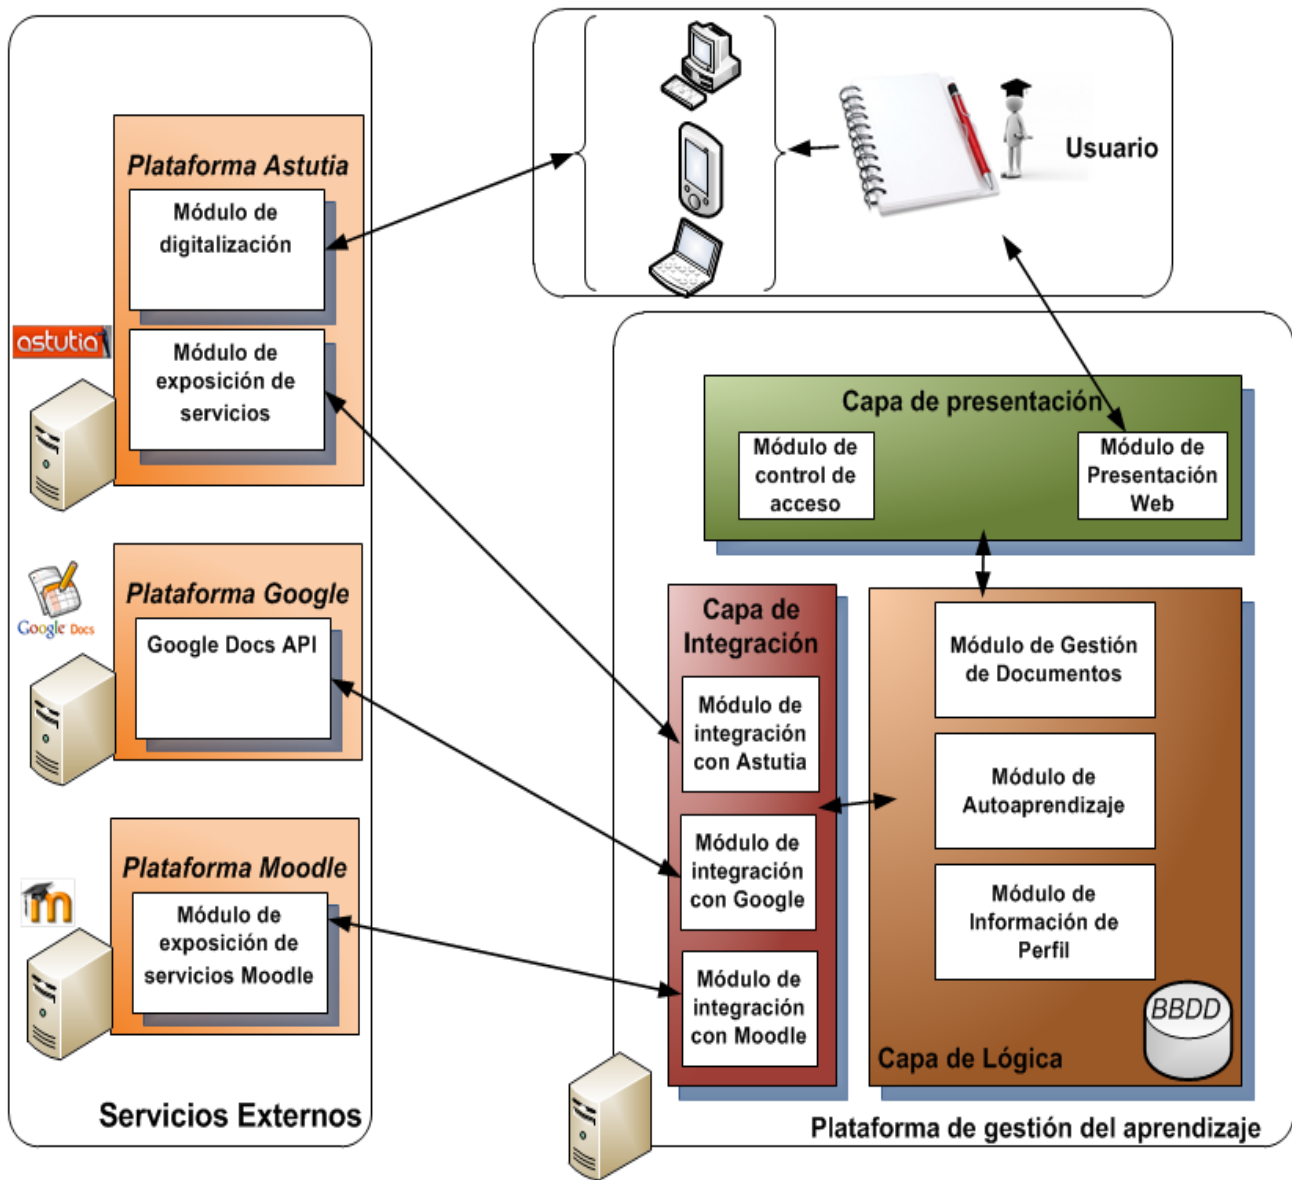 Plataforma Astutia
Módulo de
digitalización
astutia
Módulo de
exposición de
servicios
Plataforma Google
Google Docs
Google Docs API
Plataforma Moodle
m
Módulo de
exposición de
servicios Moodle
Servicios Externos
Usuario
Capa de presentación
Módulo de
control de
acceso
Módulo de
Presentación
Web
Capa de
Integración
Módulo de
integración
con Astutia
Módulo de
integración
con Google
Módulo de
integración
con Moodle
Módulo de Gestión
de Documentos
Módulo de
Autoaprendizaje
Módulo de
Información de
Perfil
BBDD
Capa de Lógica
Plataforma de gestión del aprendizaje